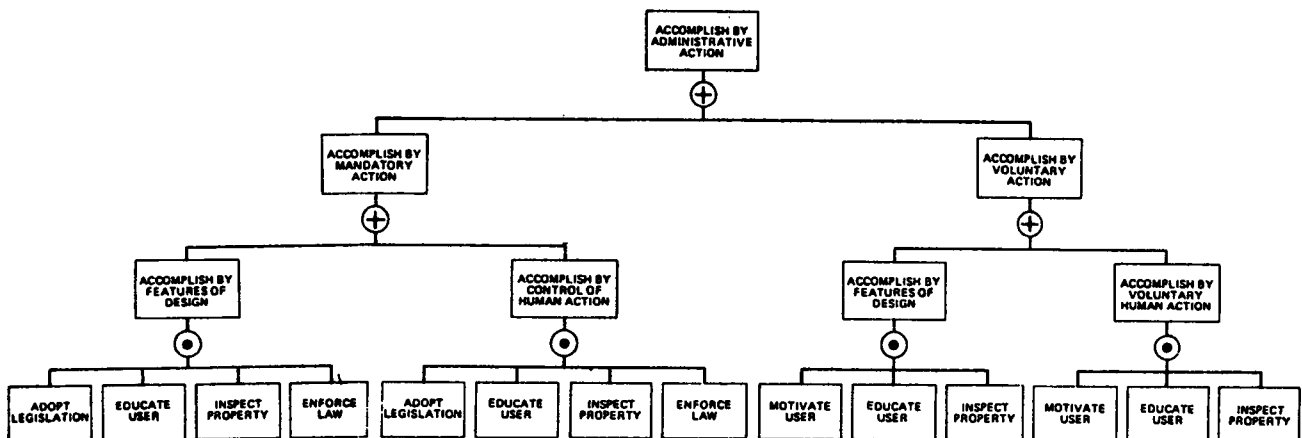 ACCOMPLISH BY
ADMINISTRATIVE
ACTION
ACCOMPLISH BY
MANDATORY
ACTION
ACCOMPLISH BY
VOLUNTARY
ACTION
ACCOMPLISH BY
FEATURES OF
DESIGN
ACCOMPLISH BY
CONTROL OF
HUMAN ACTION
ACCOMPLISH BY
FEATURES OF
DESIGN
ACCOMPLISH BY
VOLUNTARY
HUMAN ACTION
ADOPT
LEGISLATION
EDUCATE
USER
INSPECT
PROPERTY
ENFORCE
LAW
ADOPT
LEGISLATION
EDUCATE
USER
INSPECT
PROPERTY
ENFORCE
LAW
MOTIVATE
USER
EDUCATE
USER
INSPECT
PROPERTY
MOTIVATE
USER
EDUCATE
USER
INSPECT
PROPERTY